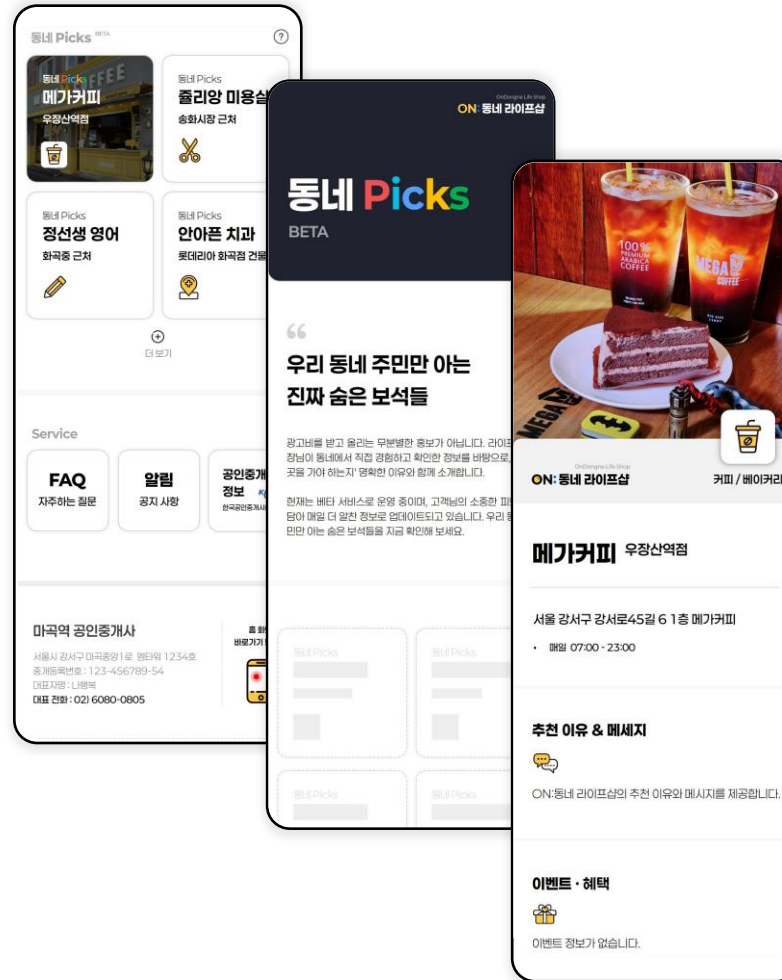 동네 Picks BETA
동네 Picks
메가커피
우장산역점
COFFEE
동네 Picks
쥴리앙 미용실
송화시장 근처
동네 Picks
정선생 영어
화곡중 근처
동네 Picks
안아픈 치과
롯데리아 화곡점 건물
더 보기
Service
FAQ
자주하는 질문
알림
공지 사항
공인중개
정보
마곡역 공인중개사
서울시 강서구 마곡중앙1로 엠타워 1234호
중개등록번호 : 123-456789-54
대표자명 : 나행복
대표 전화 : 02) 6080-0805
홈 화
바로가기
OnDongne Life Shop
ON: 동네 라이프샵
동네 Picks
BETA
우리 동네 주민만 아는
진짜 숨은 보석들
광고비를 받고 올리는 무분별한 홍보가 아닙니다. 라이프
장님이 동네에서 직접 경험하고 확인한 정보를 바탕으로,
곳을 가야 하는지' 명확한 이유와 함께 소개합니다.
현재는 베타 서비스로 운영 중이며, 고객님의 소중한 피
담아 매일 더 알찬 정보로 업데이트되고 있습니다. 우리 동
민만 아는 숨은 보석들을 지금 확인해 보세요.
동네 Picks
동네 Picks
동네 Picks
동네 Picks
100%
PREMIUM
ARABICA
COFFEE
MEGA
COFFEE
MEGA
OnDongne Life Shop
ON: 동네 라이프샵
커피 / 베이커리
메가커피 우장산역점
서울 강서구 강서로45길 6 1층 메가커피
• 매일 07:00 - 23:00
추천 이유 & 메세지
ON:동네 라이프샵의 추천 이유와 메시지를 제공합니다.
이벤트 · 혜택
이벤트 정보가 없습니다.